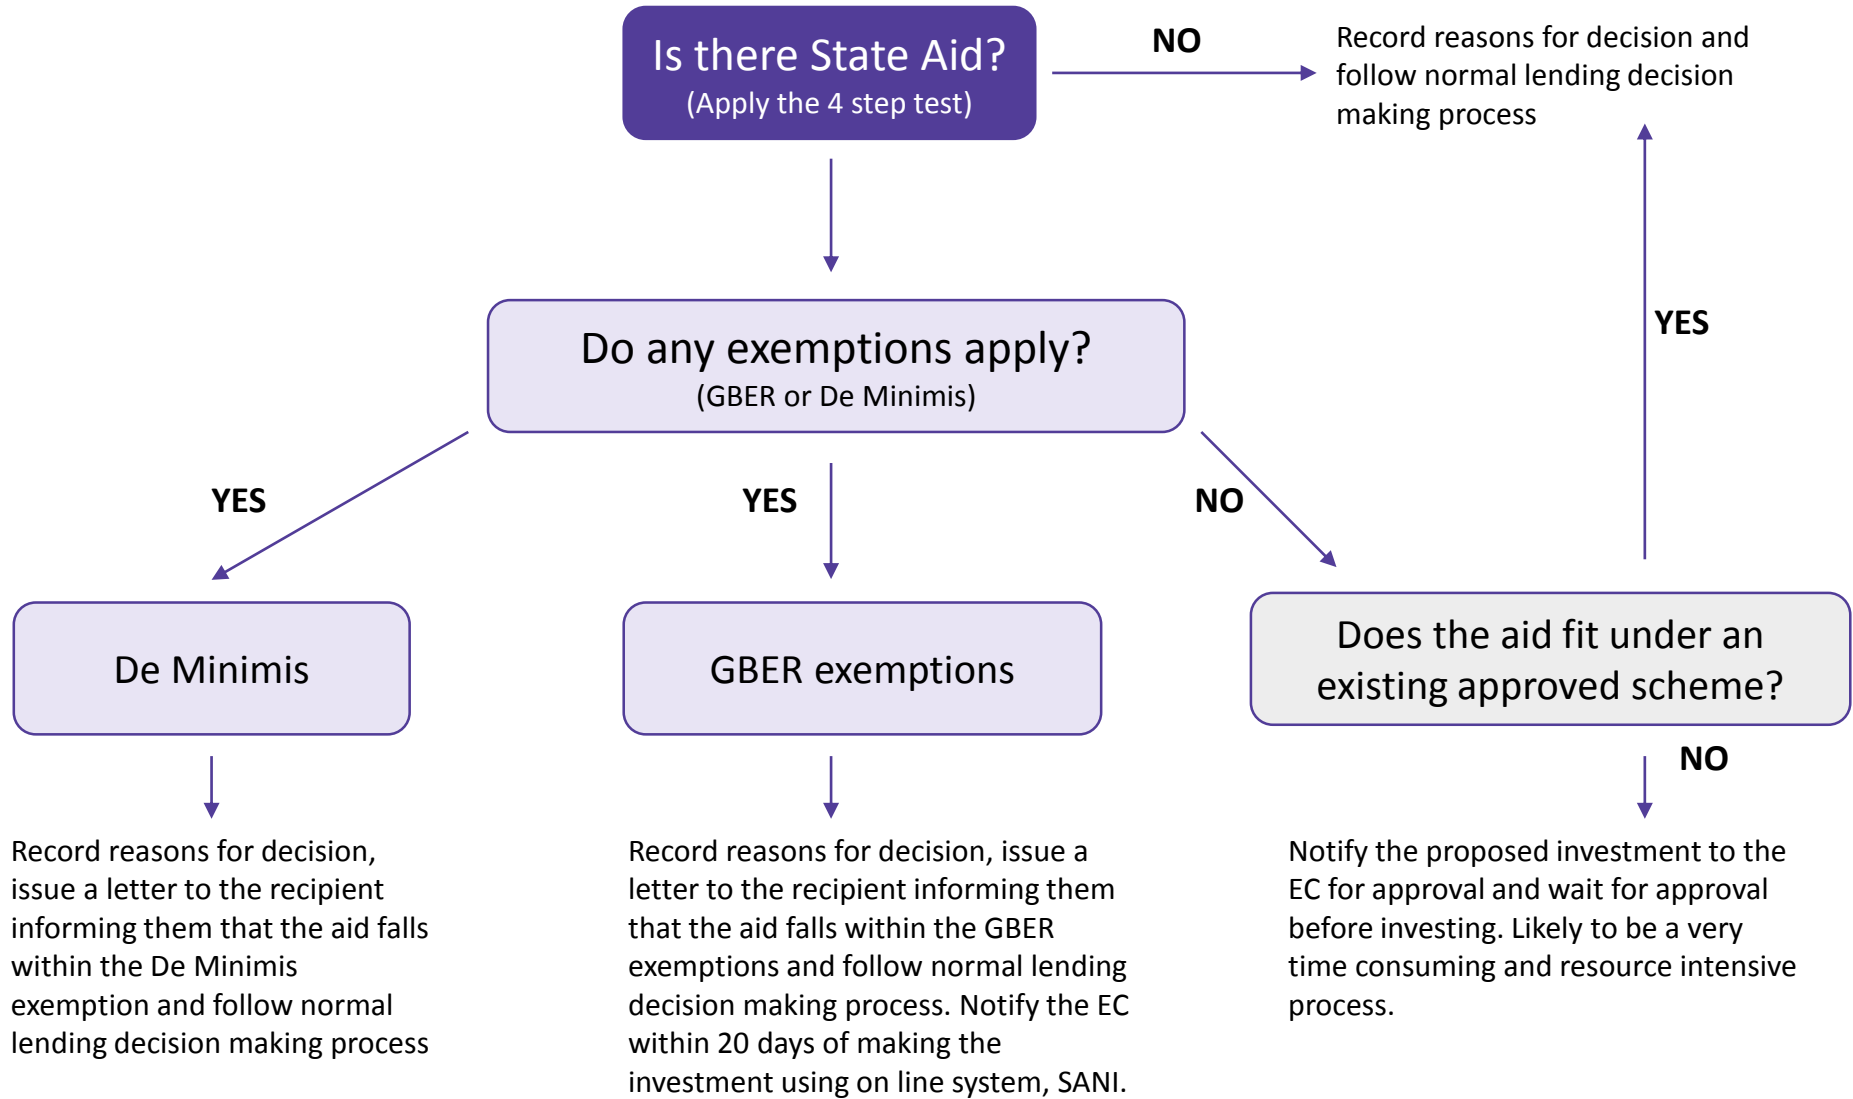 Is there State Aid?
(Apply the 4 step test)
NO
Record reasons for decision and
follow normal lending decision
making process
YES
Do any exemptions apply?
(GBER or De Minimis)
YES
YES
NO
De Minimis
GBER exemptions
Does the aid fit under an
existing approved scheme?
NO
Record reasons for decision,
issue a letter to the recipient
informing them that the aid falls
within the De Minimis
exemption and follow normal
lending decision making process
Record reasons for decision, issue a
letter to the recipient informing them
that the aid falls within the GBER
exemptions and follow normal lending
decision making process. Notify the EC
within 20 days of making the
investment using on line system, SANI.
Notify the proposed investment to the
EC for approval and wait for approval
before investing. Likely to be a very
time consuming and resource intensive
process.